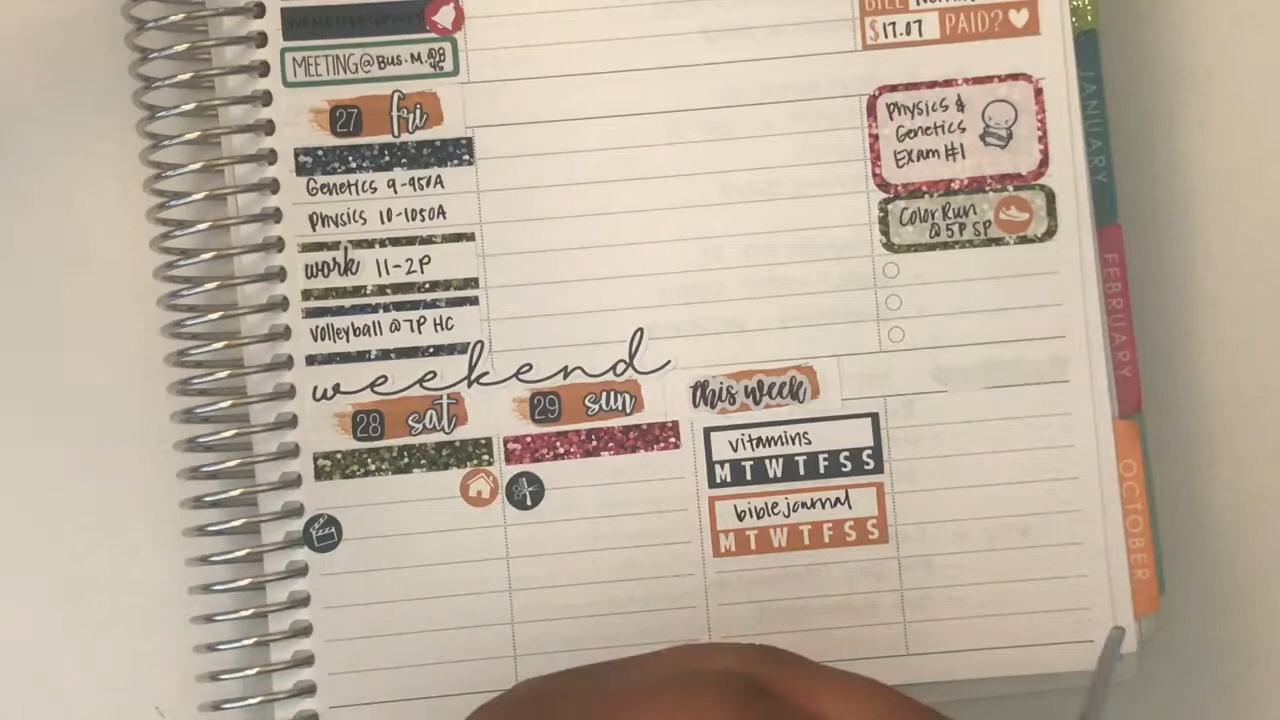 MEETING@BUS.M.@8
45
27 fri
Genetics 9-950A
Physics 10-1050A
work 11-2P
Volleyball @7P HC
weekend
28 sat
29 sun
this week
vitamins
M T W T F S S
bible journal
M T W T F S S
BILL
$17.07 PAID?
Physics &
Genetics
Exam #1
Color Run
@5P SP
JANUARY
FEBRUARY
OCTOBER